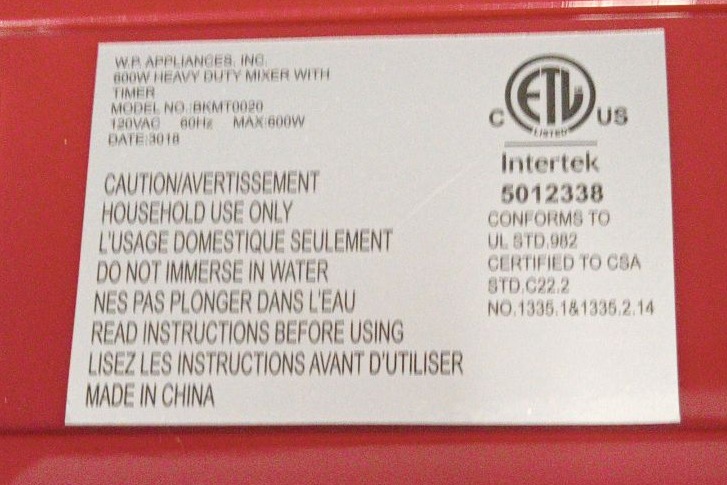 W.P. APPLIANCES, INC.
600W HEAVY DUTY MIXER WITH
TIMER
MODEL NO.:BKMT0020
120VAC 60Hz MAX:600W
DATE:3018
CAUTION/AVERTISSEMENT
HOUSEHOLD USE ONLY
L'USAGE DOMESTIQUE SEULEMENT
DO NOT IMMERSE IN WATER
NES PAS PLONGER DANS L'EAU
READ INSTRUCTIONS BEFORE USING
LISEZ LES INSTRUCTIONS AVANT D'UTILISER
MADE IN CHINA
C ETL US
LISTED
Intertek
5012338
CONFORMS TO
UL STD.982
CERTIFIED TO CSA
STD.C22.2
NO.1335.1&1335.2.14